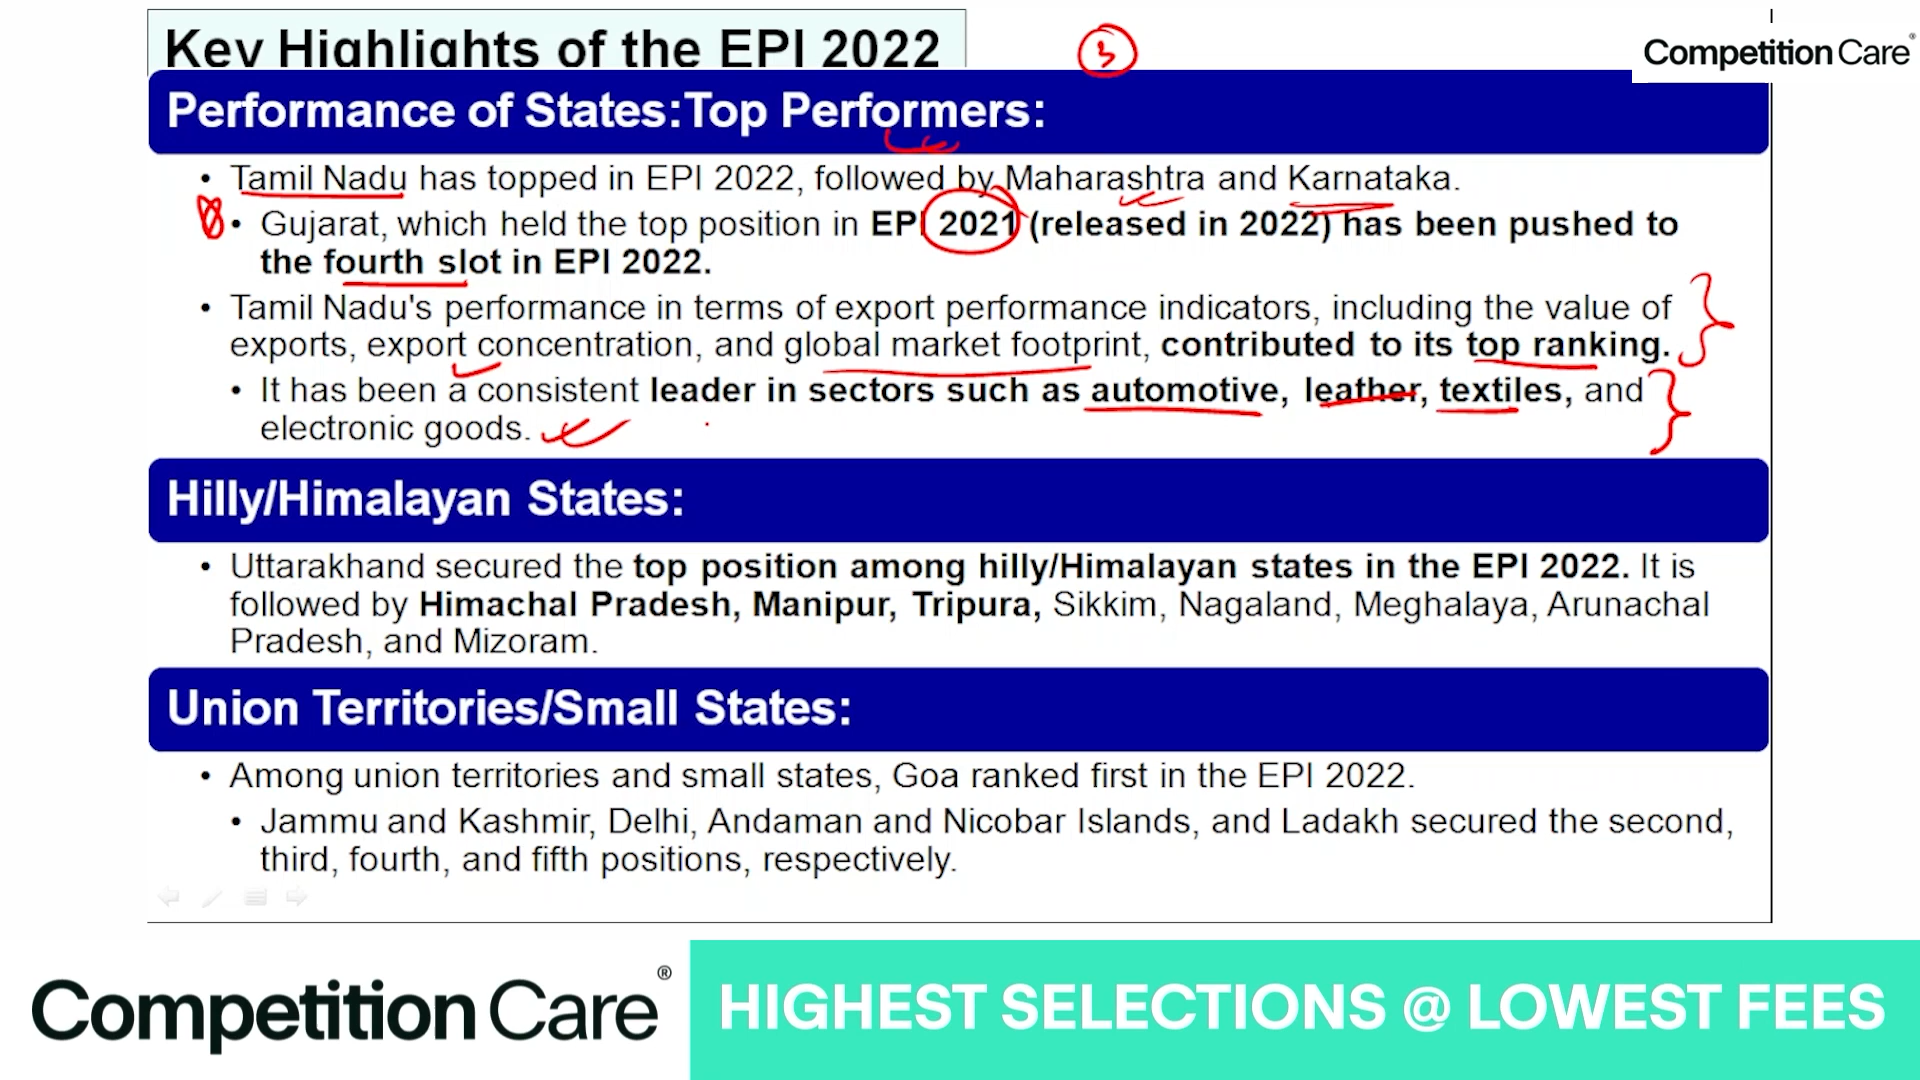 Key Highlights of the EPI 2022
3
Competition Care
Performance of States:Top Performers:
• Tamil Nadu has topped in EPI 2022, followed by Maharashtra and Karnataka.
• Gujarat, which held the top position in EPI 2021 (released in 2022) has been pushed to
the fourth slot in EPI 2022.
• Tamil Nadu's performance in terms of export performance indicators, including the value of
exports, export concentration, and global market footprint, contributed to its top ranking.
• It has been a consistent leader in sectors such as automotive, leather, textiles, and
electronic goods.
Hilly/Himalayan States:
• Uttarakhand secured the top position among hilly/Himalayan states in the EPI 2022. It is
followed by Himachal Pradesh, Manipur, Tripura, Sikkim, Nagaland, Meghalaya, Arunachal
Pradesh, and Mizoram.
Union Territories/Small States:
• Among union territories and small states, Goa ranked first in the EPI 2022.
• Jammu and Kashmir, Delhi, Andaman and Nicobar Islands, and Ladakh secured the second,
third, fourth, and fifth positions, respectively.
Competition Care®
HIGHEST SELECTIONS @ LOWEST FEES